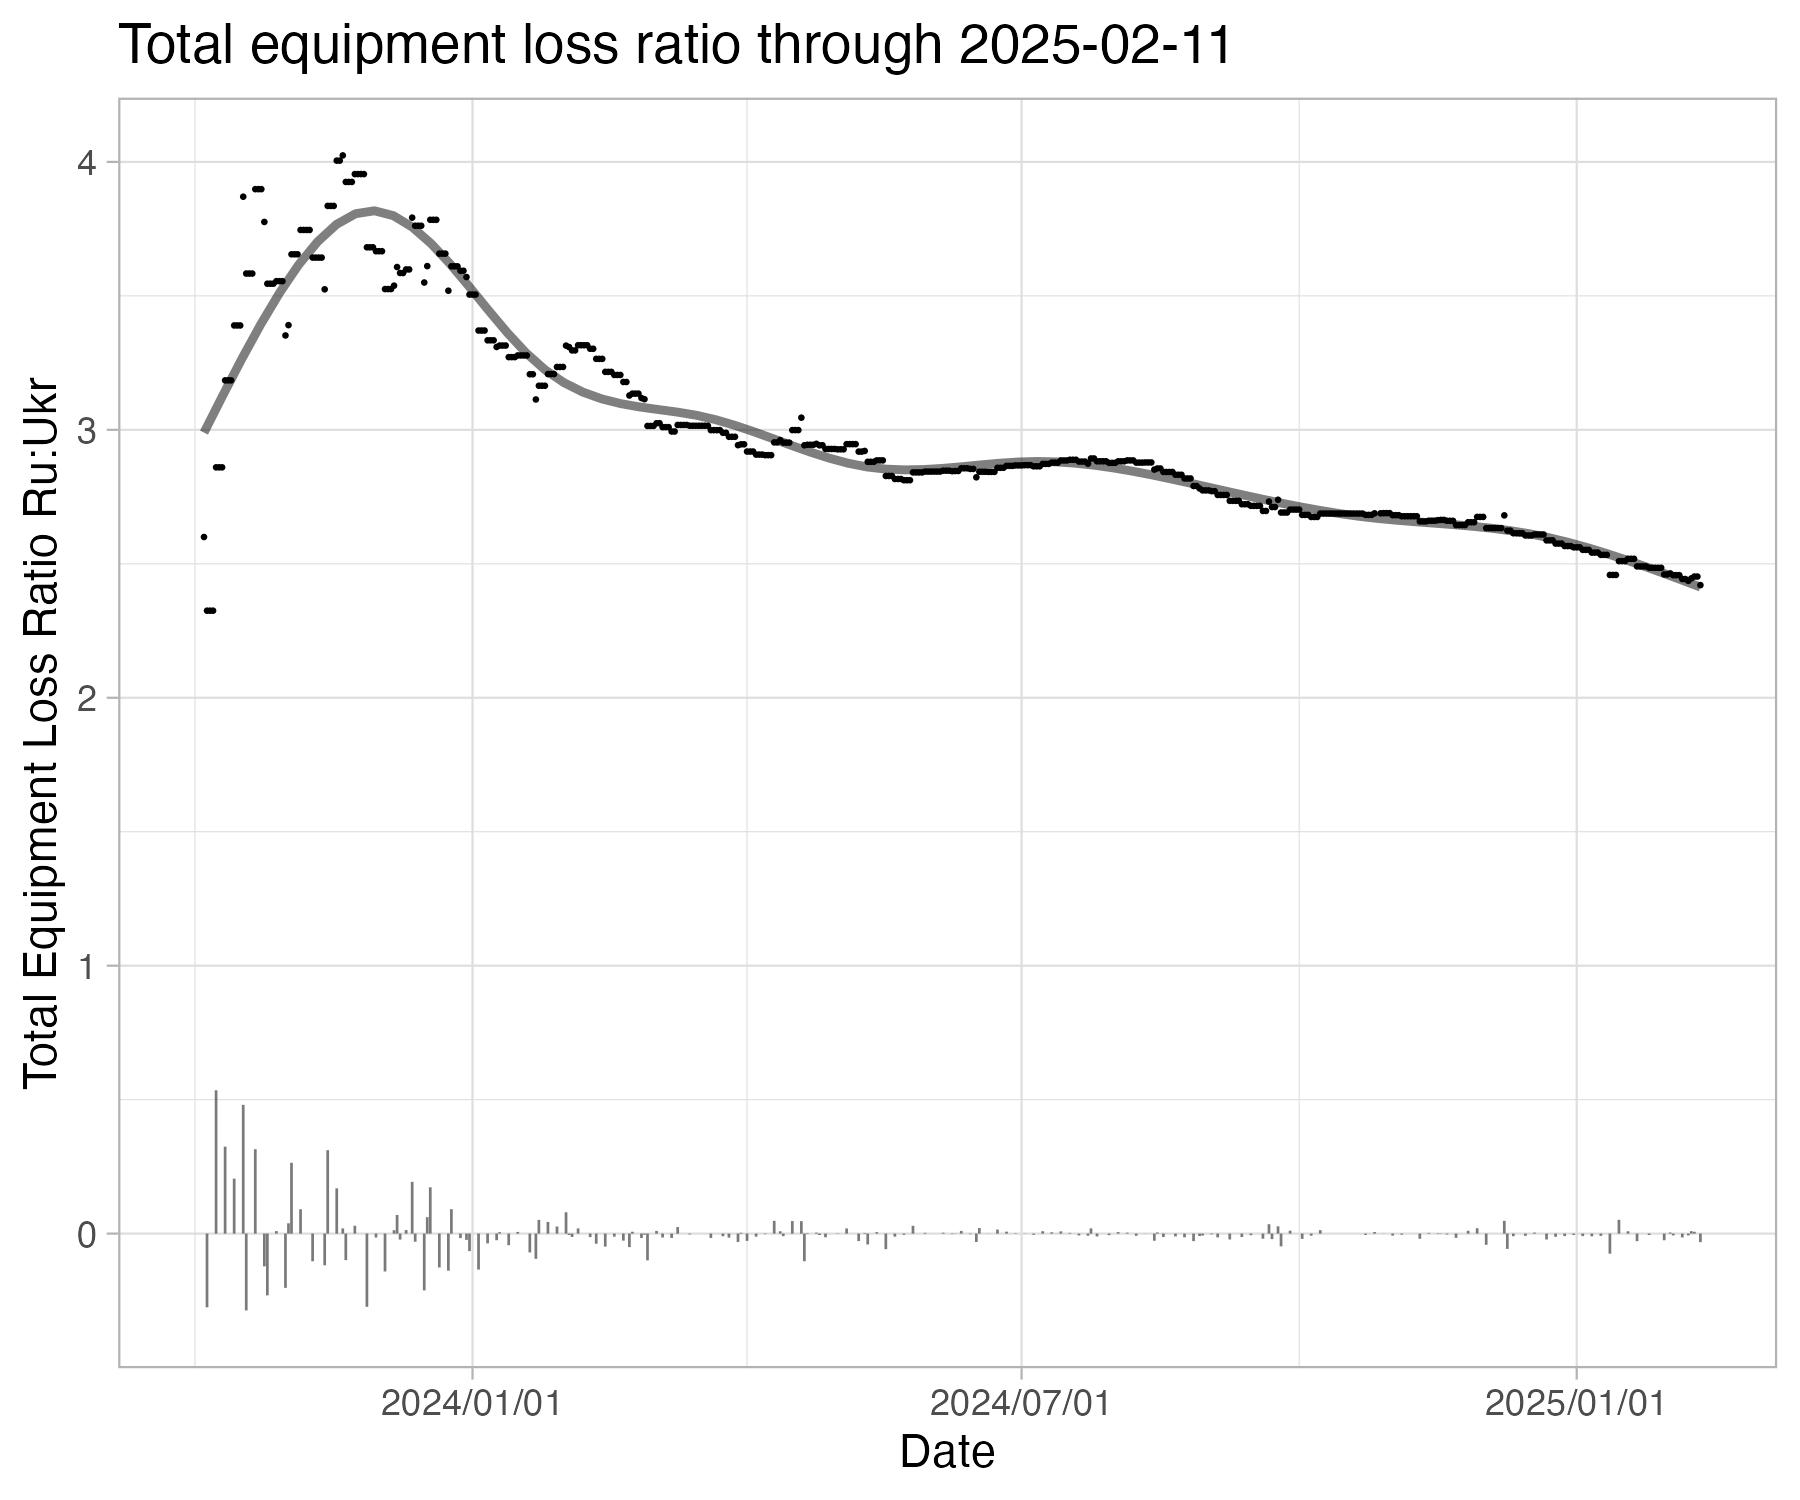 Total equipment loss ratio through 2025-02-11
Total Equipment Loss Ratio Ru:Ukr
4
3
2
1
0
2024/01/01
2024/07/01
2025/01/01
Date